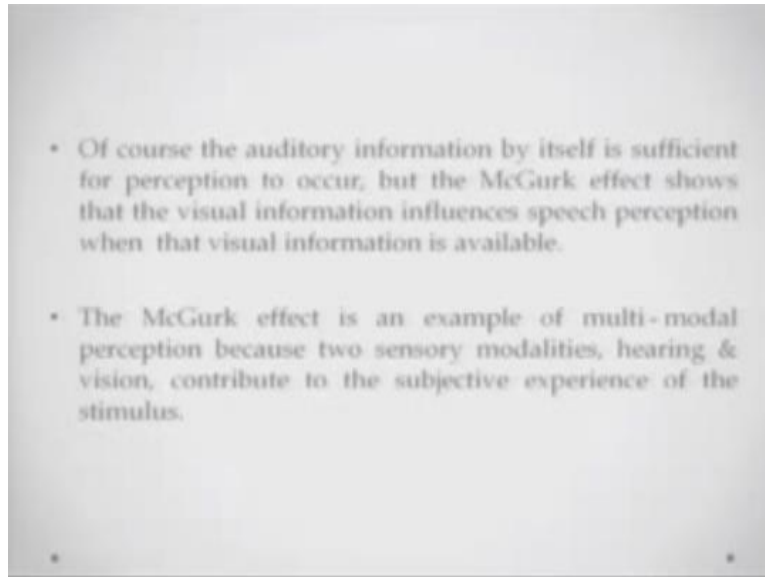 • Of course the auditory information by itself is sufficient
for perception to occur, but the McGurk effect shows
that the visual information influences speech perception
when that visual information is available.
• The McGurk effect is an example of multi-modal
perception because two sensory modalities, hearing &
vision, contribute to the subjective experience of the
stimulus.